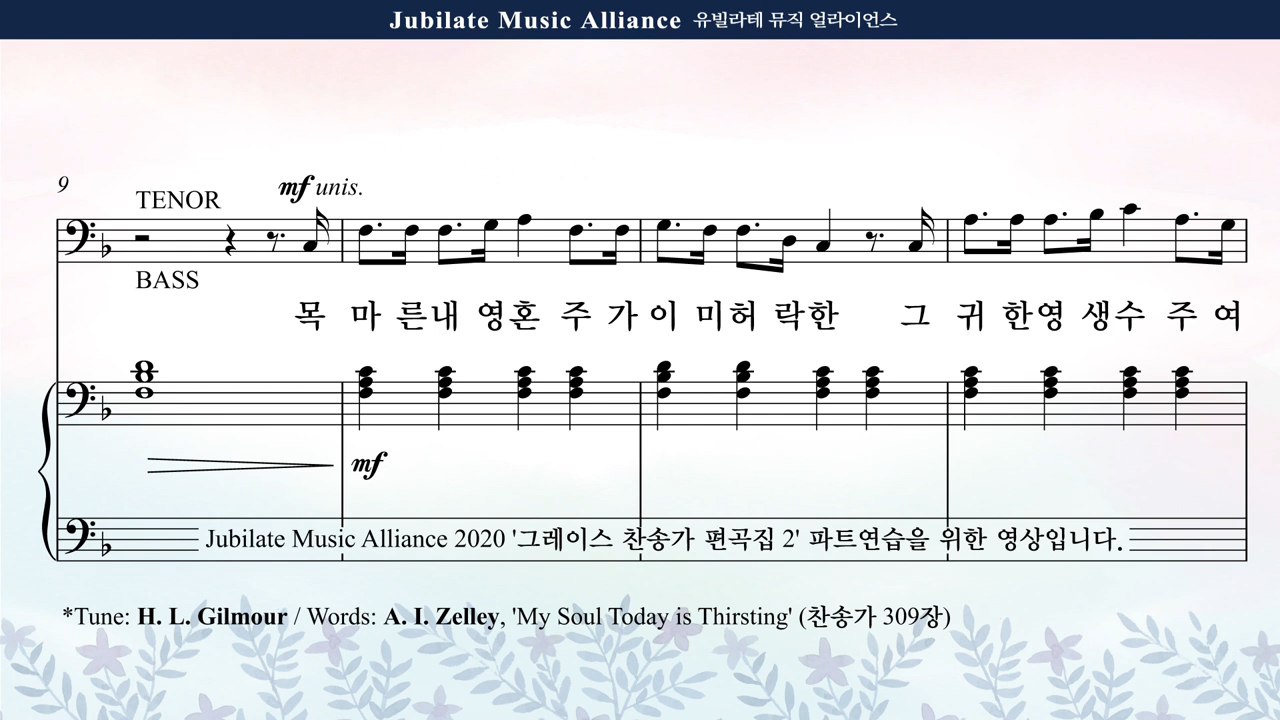 Jubilate Music Alliance 유빌라테 뮤직 얼라이언스
9
TENOR
mf unis.
BASS
목 마 른내 영혼 주 가 이 미허 락한 그 귀 한영 생수 주 여
mf
Jubilate Music Alliance 2020 '그레이스 찬송가 편곡집 2' 파트연습을 위한 영상입니다.
*Tune: H. L. Gilmour / Words: A. I. Zelley, 'My Soul Today is Thirsting' (찬송가 309장)